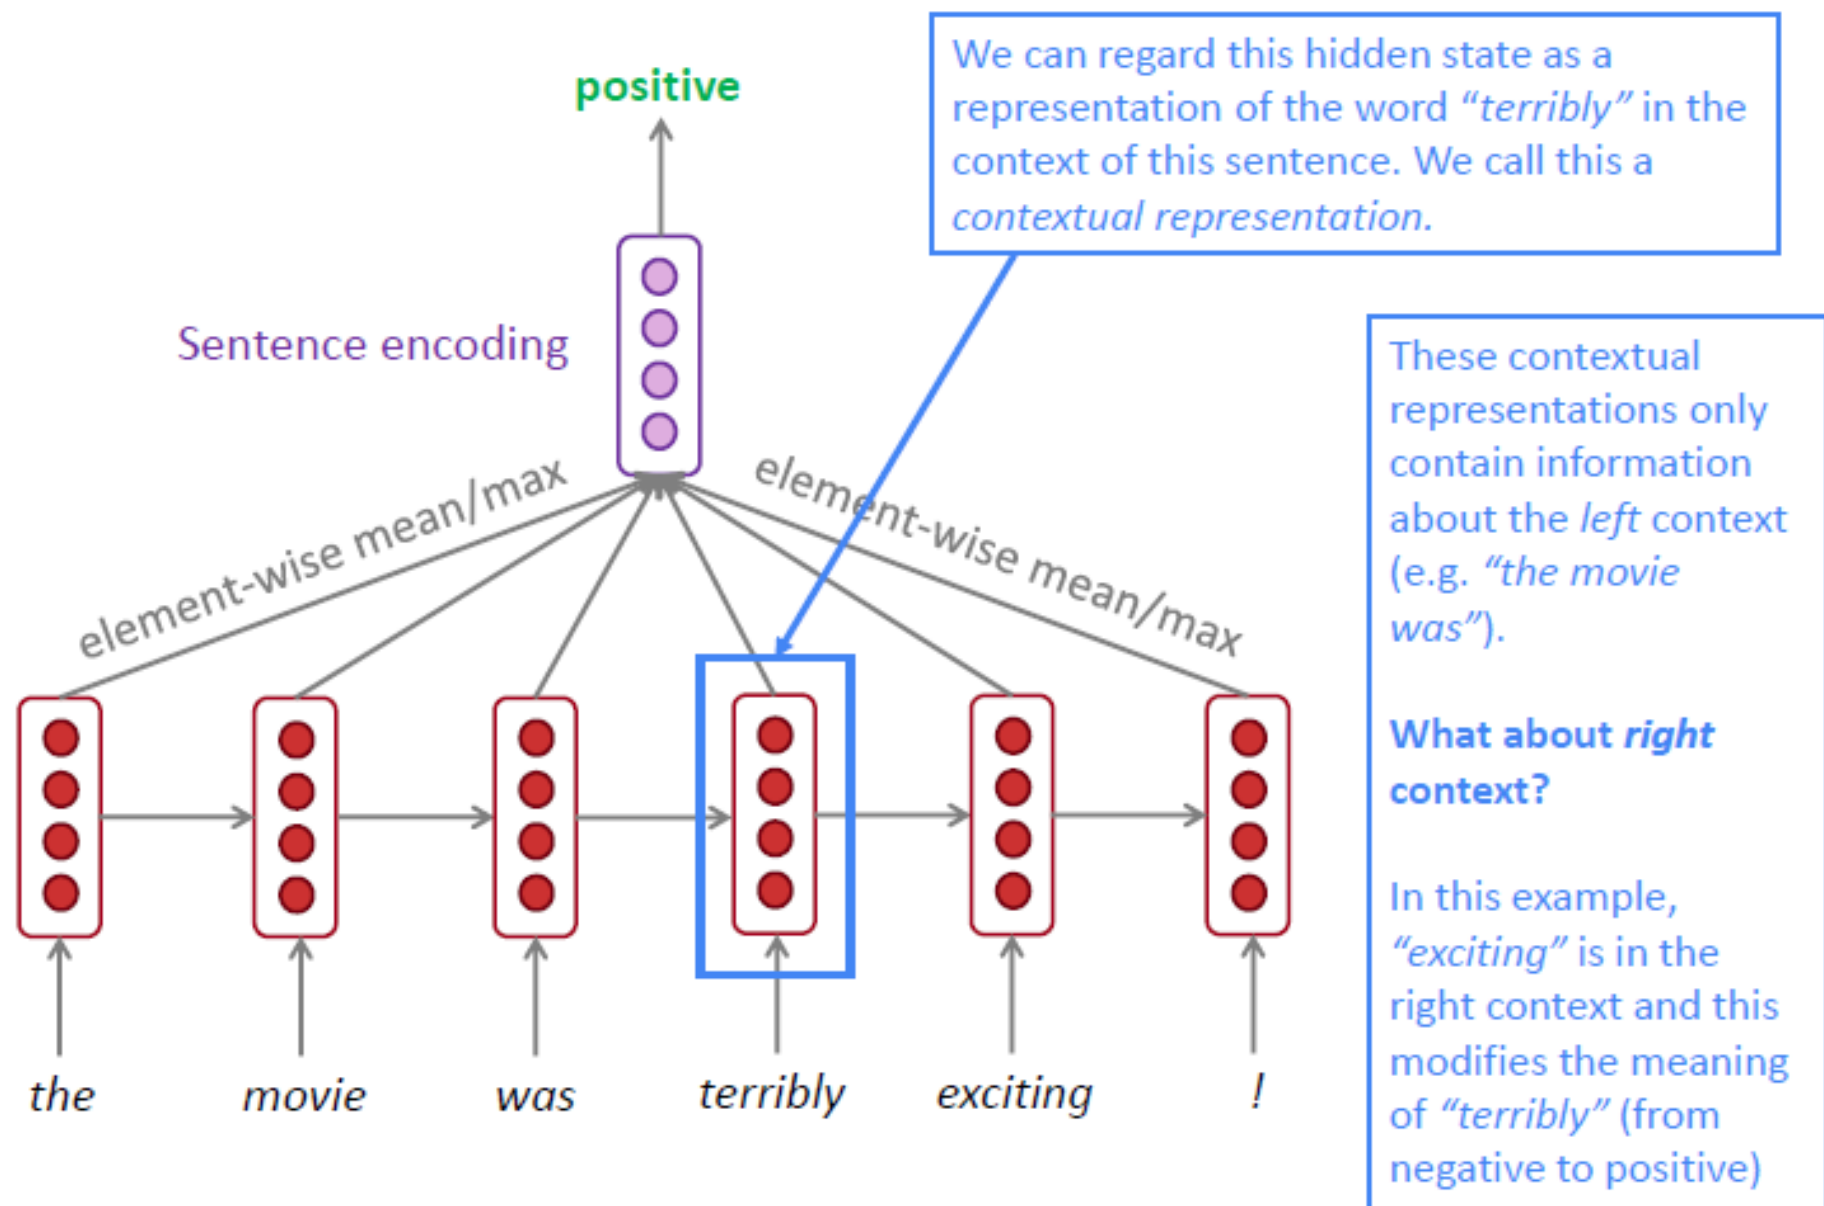 positive
We can regard this hidden state as a
representation of the word “terribly” in the
context of this sentence. We call this a
contextual representation.
Sentence encoding
element-wise mean/max
element-wise mean/max
These contextual
representations only
contain information
about the left context
(e.g. “the movie
was”).
What about right
context?
In this example,
“exciting” is in the
right context and this
modifies the meaning
of “terribly” (from
negative to positive)
the movie was terribly exciting !